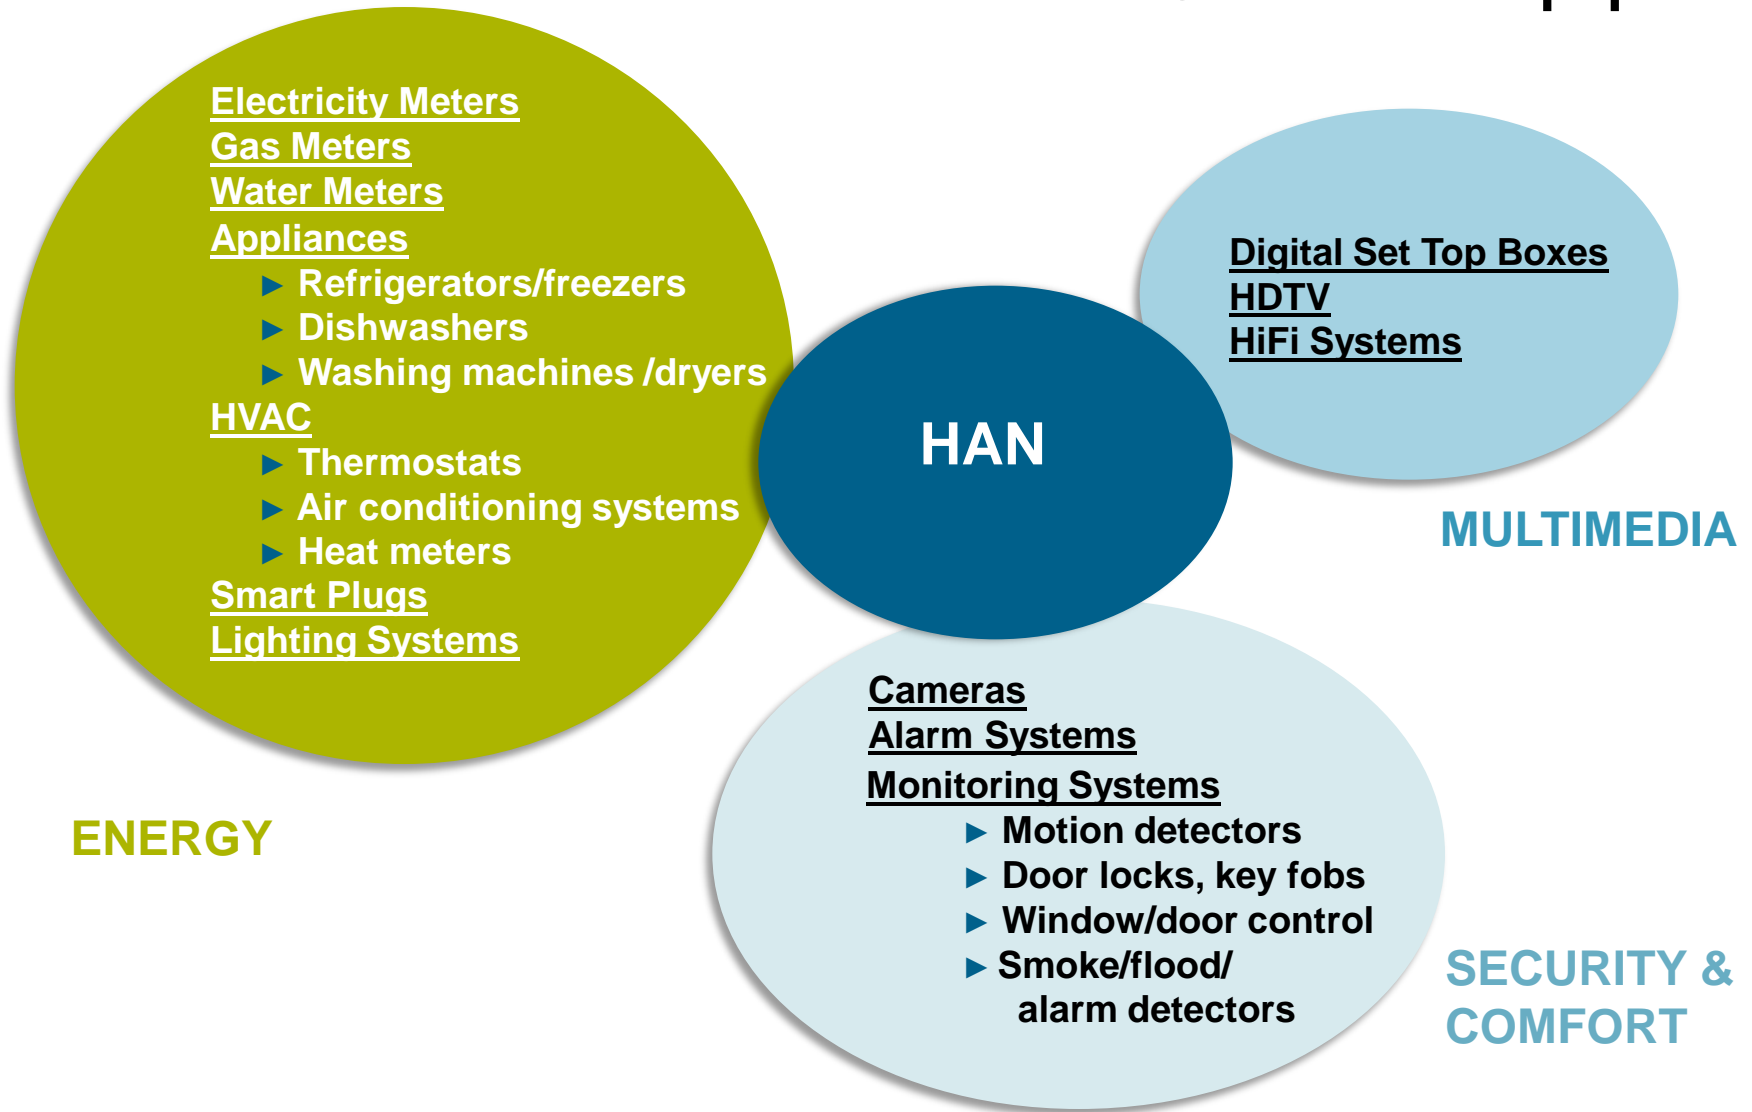 Electricity Meters
Gas Meters
Water Meters
Appliances
► Refrigerators/freezers
► Dishwashers
► Washing machines /dryers
HVAC
► Thermostats
► Air conditioning systems
► Heat meters
Smart Plugs
Lighting Systems
ENERGY
HAN
Digital Set Top Boxes
HDTV
HiFi Systems
MULTIMEDIA
Cameras
Alarm Systems
Monitoring Systems
► Motion detectors
► Door locks, key fobs
► Window/door control
► Smoke/flood/
alarm detectors
SECURITY &
COMFORT